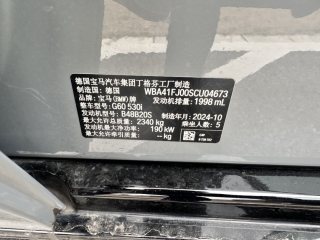 德国宝马汽车集团丁格芬工厂制造
制造国：德国 WBA41FJ00SCU04673
品牌：宝马(BMW)牌 发动机排量：1998 mL
整车型号：G60 530i
发动机型号：B48B20S 制造年月：2024-10
最大允许总质量：2340 kg 乘坐人数：5
发动机最大净功率：190 kW
最大允许牵引质量：-- kg